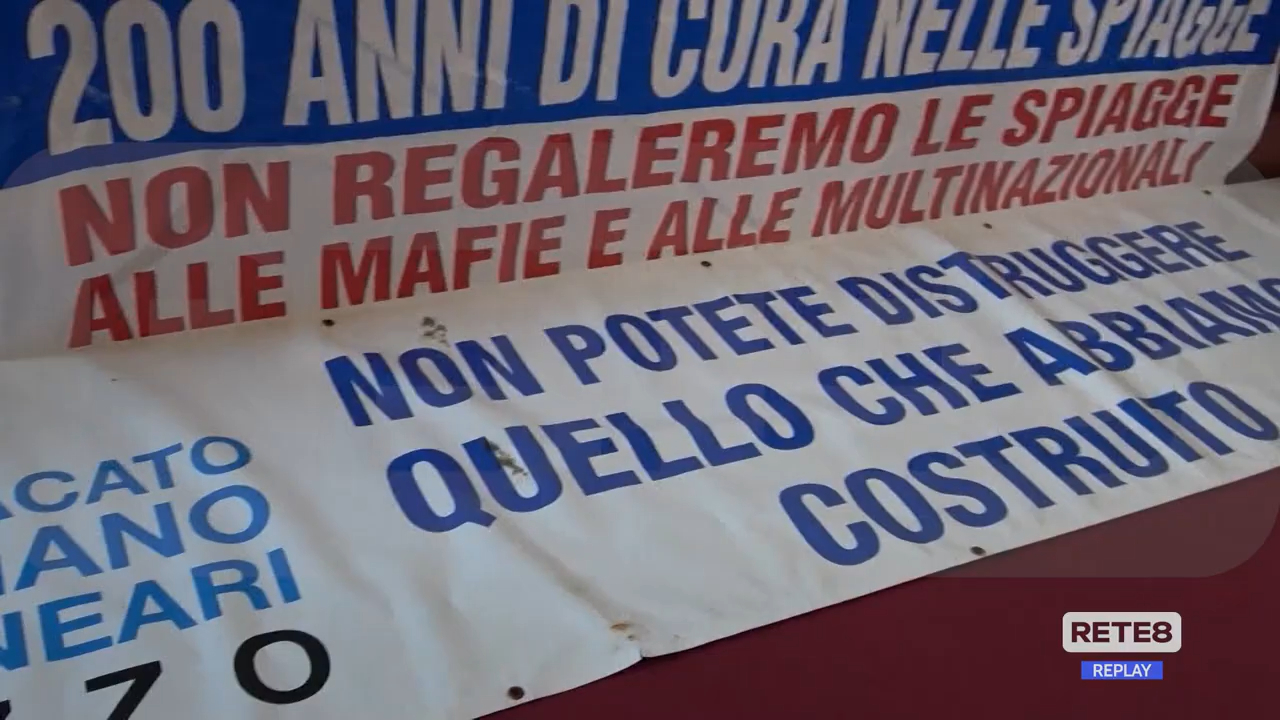 200 ANNI DI CURA NELLE SPIAGGE
NON REGALEREMO LE SPIAGGE
ALLE MAFIE E ALLE MULTINAZIONALI
NON POTETE DISTRUGGERE
QUELLO CHE ABBIAMO
COSTRUITO
ACATO
IANO
NEARI
ZZO
RETE8
REPLAY